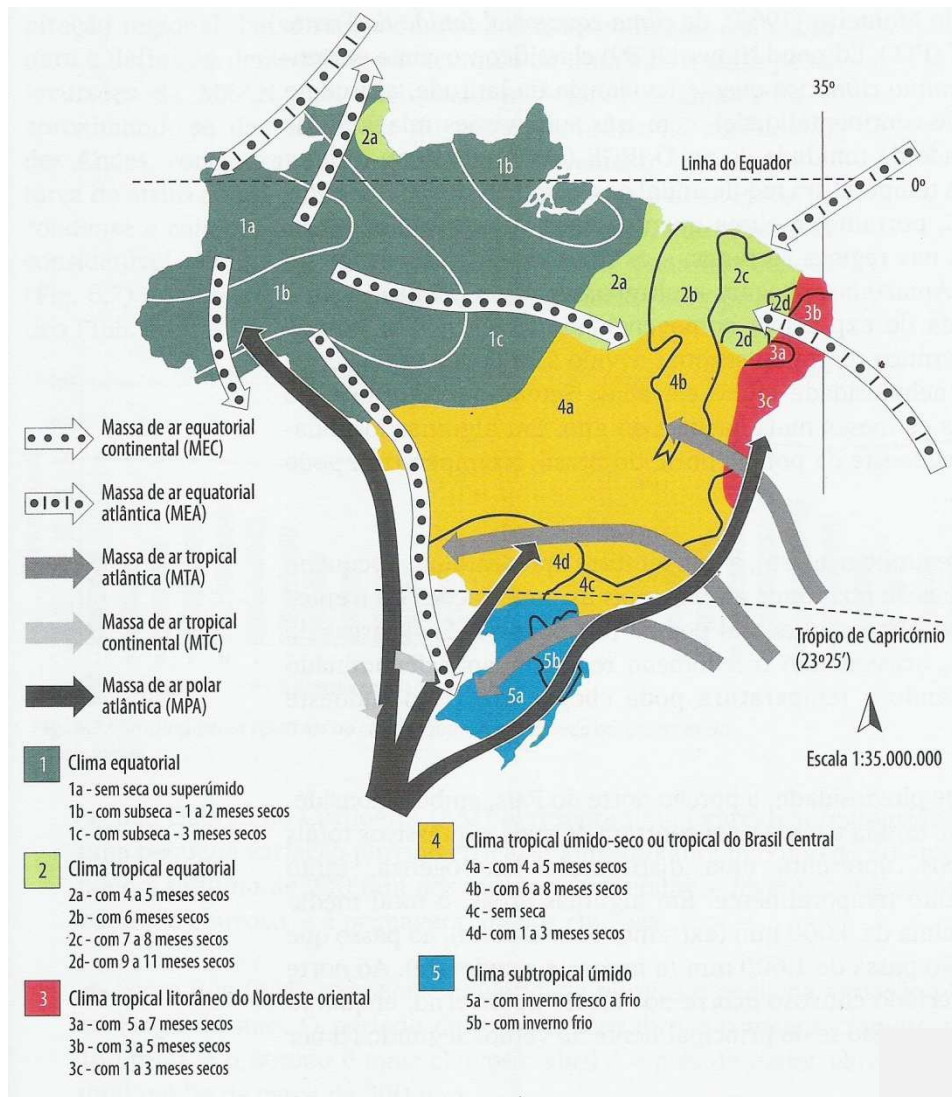 35º
Linha do Equador
0º
2a
1b
1a
1b
1c
2a
2b
2c
2d
3b
2d
3a
4a
4b
3c
4d
4c
5b
5a
Trópico de Capricórnio
(23º25')
Escala 1:35.000.000
Massa de ar equatorial
continental (MEC)
Massa de ar equatorial
atlântica (MEA)
Massa de ar tropical
atlântica (MTA)
Massa de ar tropical
continental (MTC)
Massa de ar polar
atlântica (MPA)
1 Clima equatorial
1a - sem seca ou superúmido
1b - com subseca - 1 a 2 meses secos
1c - com subseca - 3 meses secos
2 Clima tropical equatorial
2a - com 4 a 5 meses secos
2b - com 6 meses secos
2c - com 7 a 8 meses secos
2d- com 9 a 11 meses secos
3 Clima tropical litorâneo do Nordeste oriental
3a - com 5 a 7 meses secos
3b - com 3 a 5 meses secos
3c - com 1 a 3 meses secos
4 Clima tropical úmido-seco ou tropical do Brasil Central
4a - com 4 a 5 meses secos
4b - com 6 a 8 meses secos
4c - sem seca
4d - com 1 a 3 meses secos
5 Clima subtropical úmido
5a - com inverno fresco a frio
5b - com inverno frio